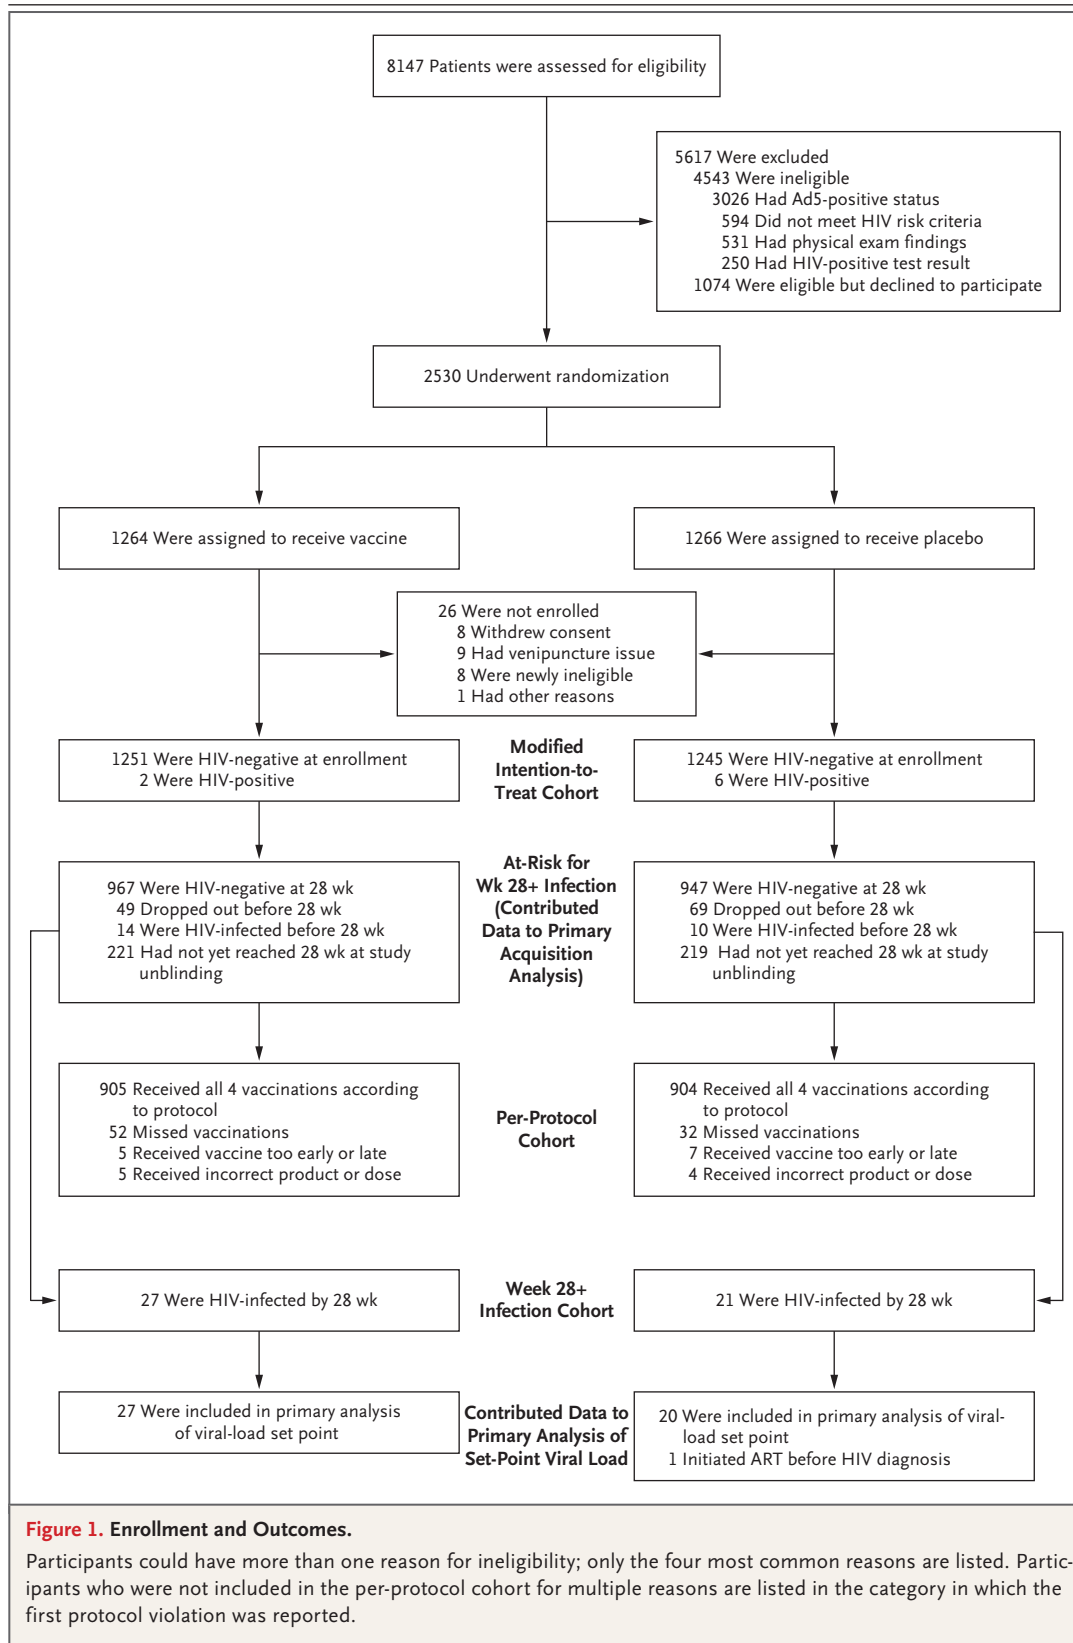 8147 Patients were assessed for eligibility
5617 Were excluded
4543 Were ineligible
3026 Had Ad5-positive status
594 Did not meet HIV risk criteria
531 Had physical exam findings
250 Had HIV-positive test result
1074 Were eligible but declined to participate
2530 Underwent randomization
1264 Were assigned to receive vaccine
1266 Were assigned to receive placebo
26 Were not enrolled
8 Withdrew consent
9 Had venipuncture issue
8 Were newly ineligible
1 Had other reasons
1251 Were HIV-negative at enrollment
2 Were HIV-positive
Modified
Intention-to-
Treat Cohort
1245 Were HIV-negative at enrollment
6 Were HIV-positive
967 Were HIV-negative at 28 wk
49 Dropped out before 28 wk
14 Were HIV-infected before 28 wk
221 Had not yet reached 28 wk at study
unblinding
At-Risk for
Wk 28+ Infection
(Contributed
Data to Primary
Acquisition
Analysis)
947 Were HIV-negative at 28 wk
69 Dropped out before 28 wk
10 Were HIV-infected before 28 wk
219 Had not yet reached 28 wk at study
unblinding
905 Received all 4 vaccinations according
to protocol
52 Missed vaccinations
5 Received vaccine too early or late
5 Received incorrect product or dose
Per-Protocol
Cohort
904 Received all 4 vaccinations according
to protocol
32 Missed vaccinations
7 Received vaccine too early or late
4 Received incorrect product or dose
27 Were HIV-infected by 28 wk
Week 28+
Infection Cohort
21 Were HIV-infected by 28 wk
27 Were included in primary analysis
of viral-load set point
Contributed Data to
Primary Analysis of
Set-Point Viral Load
20 Were included in primary analysis of viral-
load set point
1 Initiated ART before HIV diagnosis
Figure 1. Enrollment and Outcomes.
Participants could have more than one reason for ineligibility; only the four most common reasons are listed. Partic-
ipants who were not included in the per-protocol cohort for multiple reasons are listed in the category in which the
first protocol violation was reported.